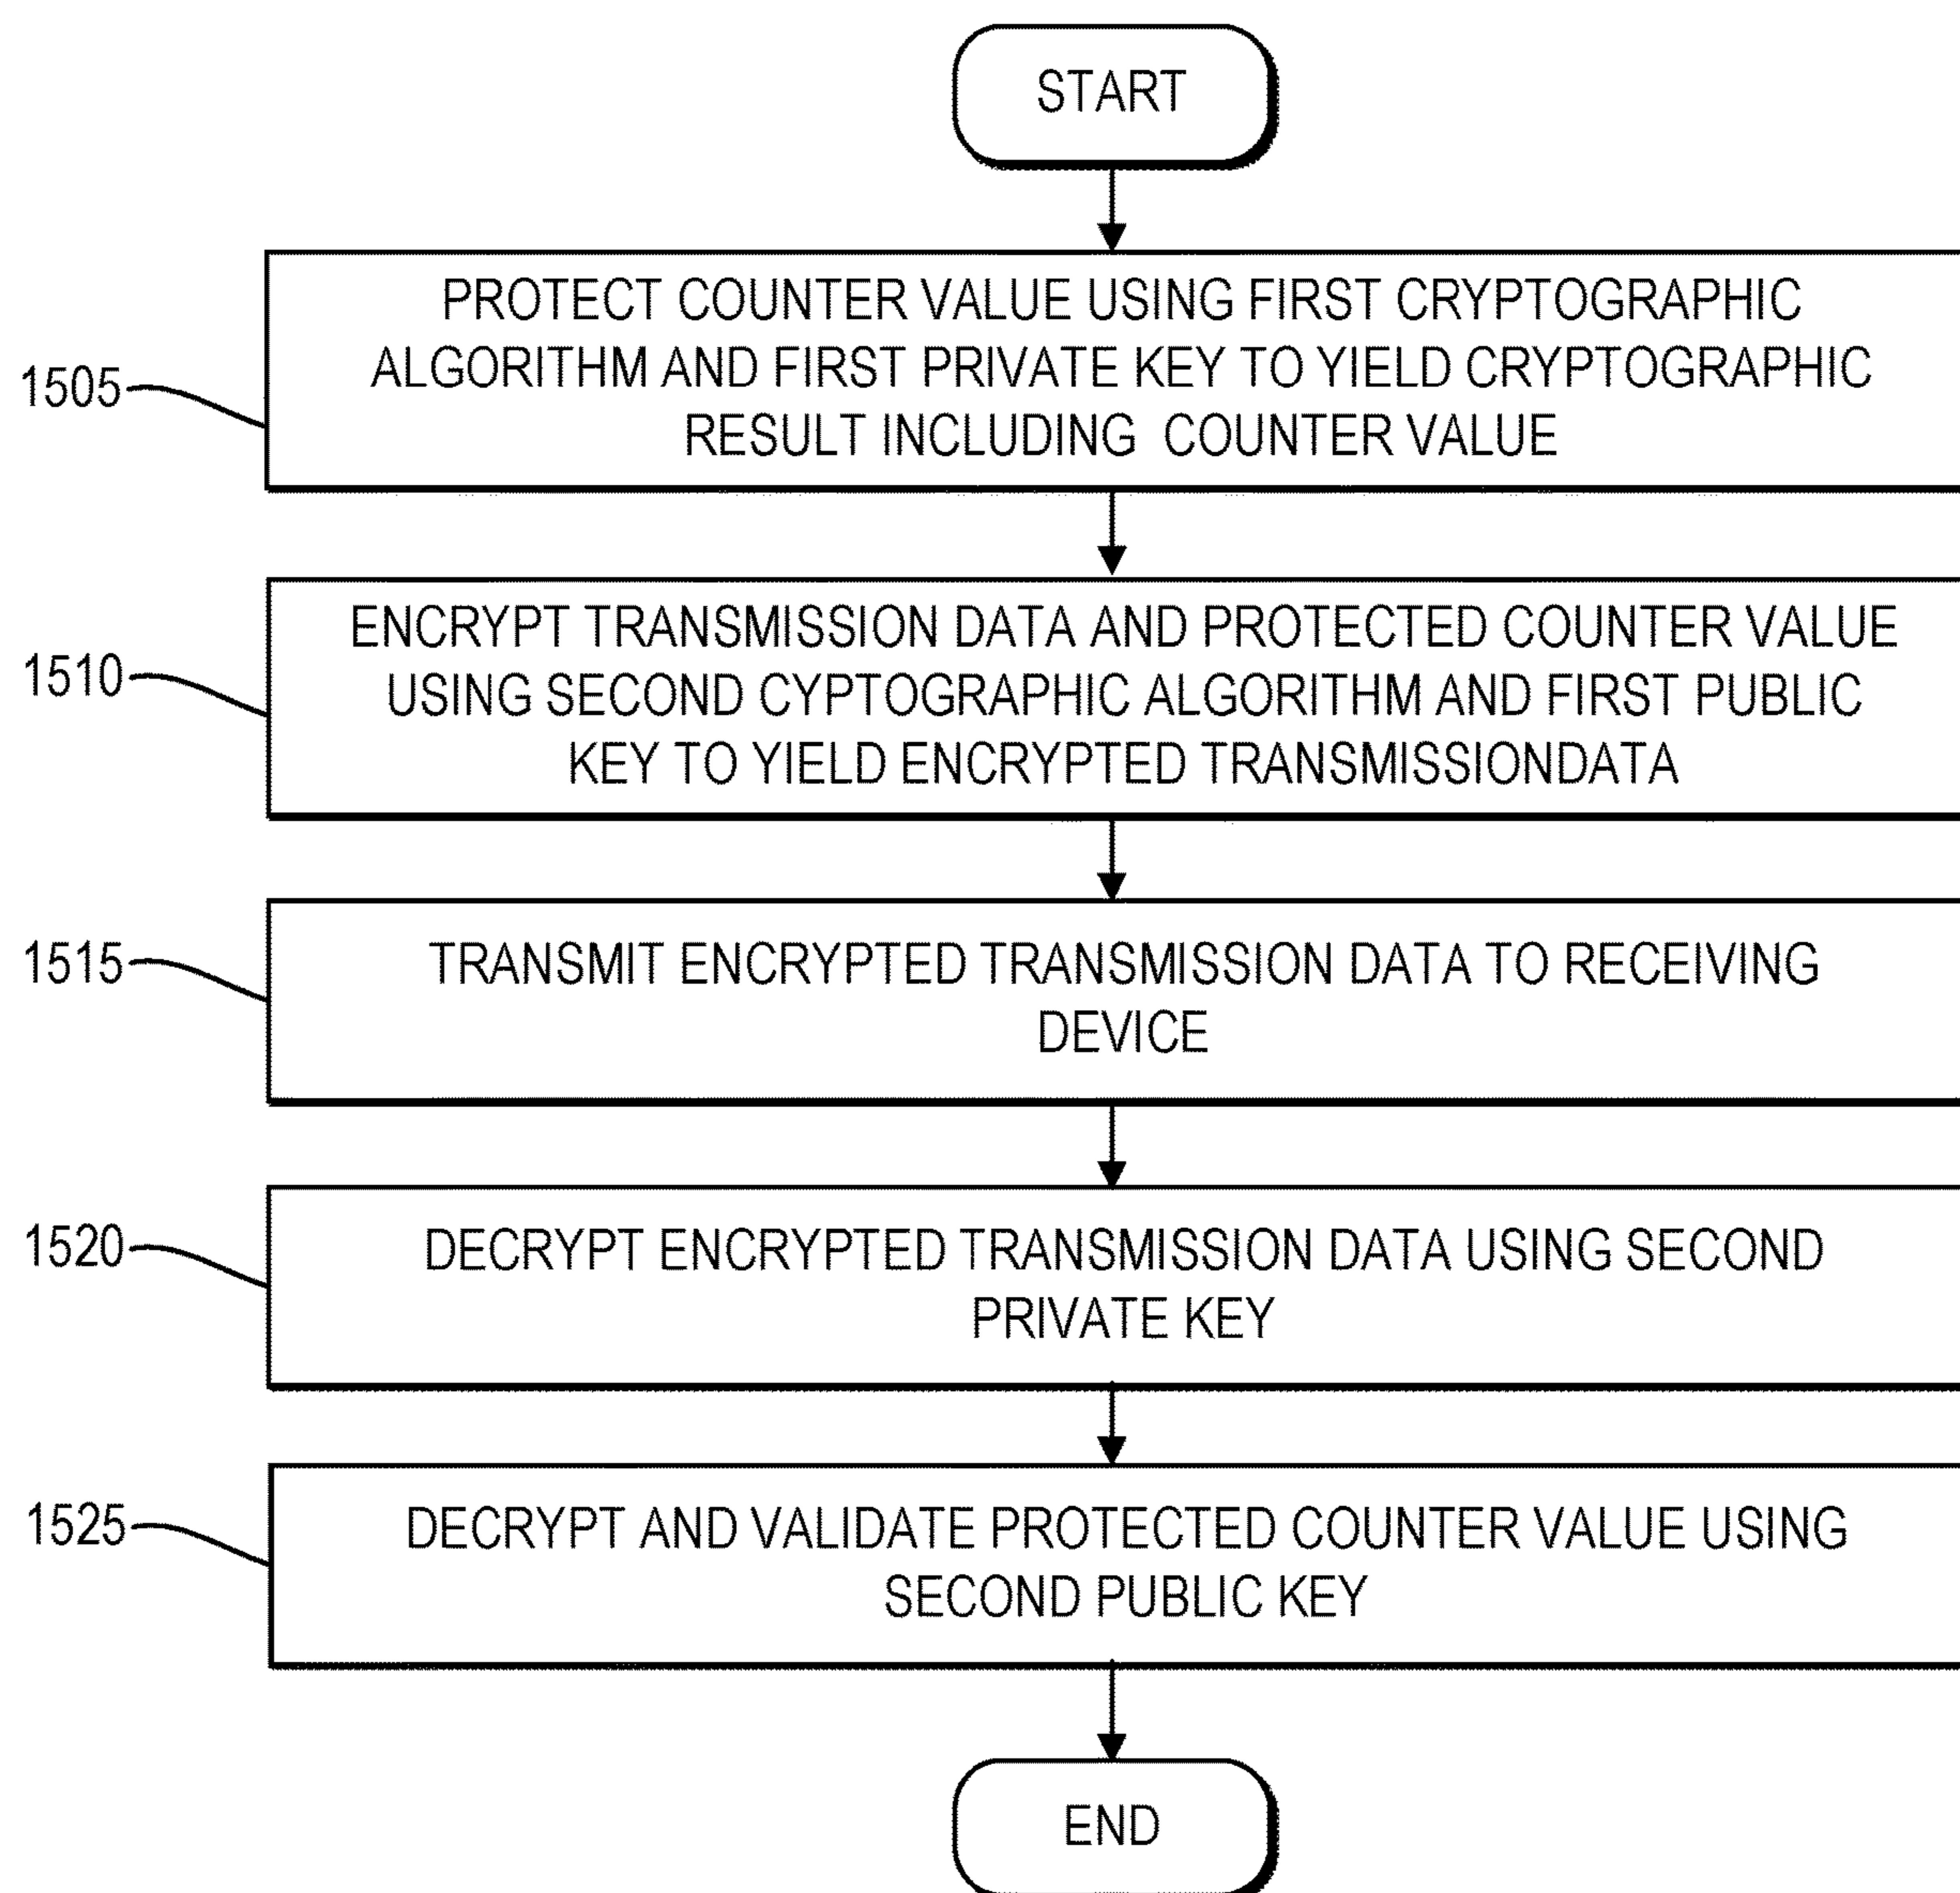 START
PROTECT COUNTER VALUE USING FIRST CRYPTOGRAPHIC
ALGORITHM AND FIRST PRIVATE KEY TO YIELD CRYPTOGRAPHIC
RESULT INCLUDING COUNTER VALUE
1505
ENCRYPT TRANSMISSION DATA AND PROTECTED COUNTER VALUE
USING SECOND CYPTOGRAPHIC ALGORITHM AND FIRST PUBLIC
KEY TO YIELD ENCRYPTED TRANSMISSIONDATA
1510
TRANSMIT ENCRYPTED TRANSMISSION DATA TO RECEIVING
DEVICE
1515
DECRYPT ENCRYPTED TRANSMISSION DATA USING SECOND
PRIVATE KEY
1520
DECRYPT AND VALIDATE PROTECTED COUNTER VALUE USING
SECOND PUBLIC KEY
1525
END